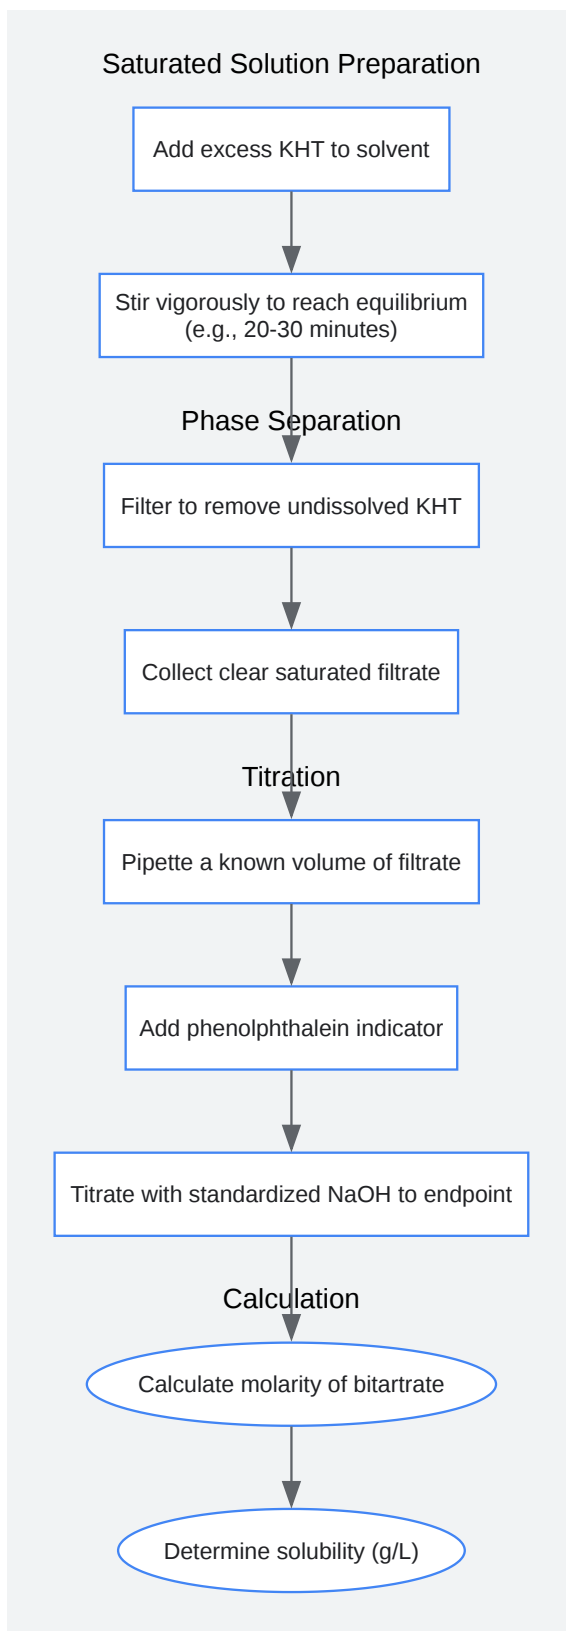 Saturated Solution Preparation
Add excess KHT to solvent
Stir vigorously to reach equilibrium
(e.g., 20-30 minutes)
Phase Separation
Filter to remove undissolved KHT
Collect clear saturated filtrate
Titration
Pipette a known volume of filtrate
Add phenolphthalein indicator
Titrate with standardized NaOH to endpoint
Calculation
Calculate molarity of bitartrate
Determine solubility (g/L)